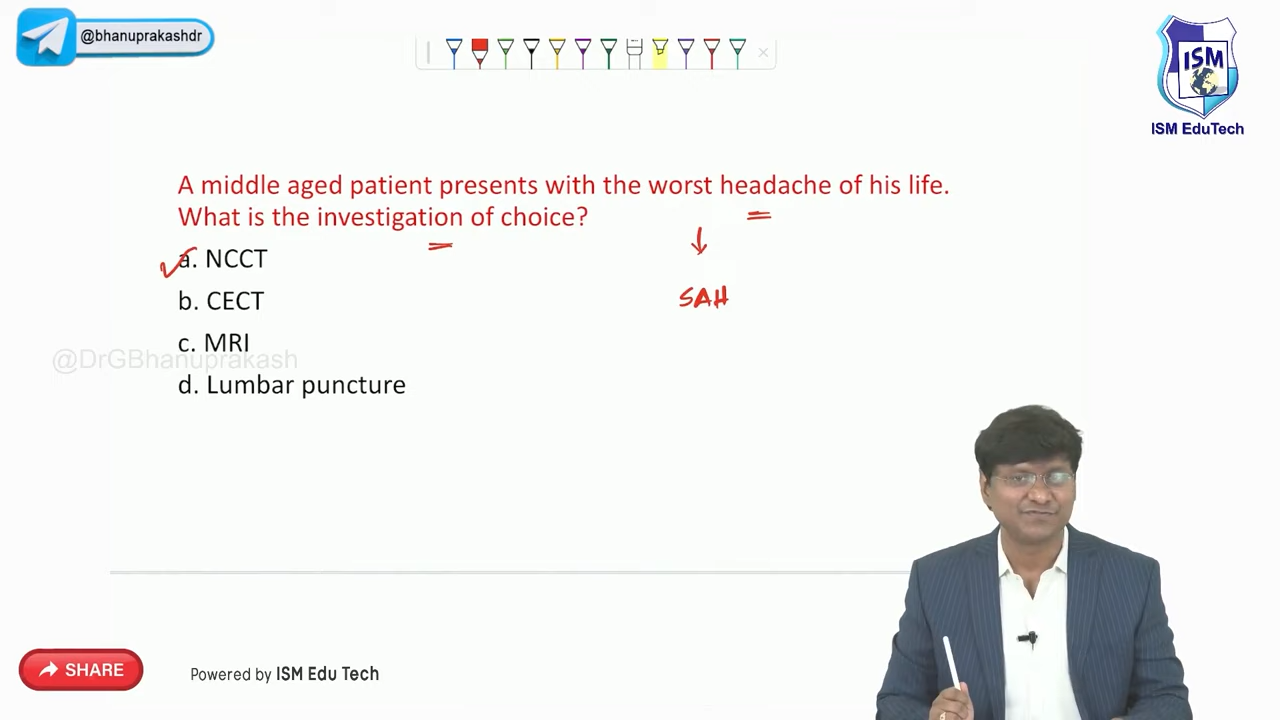 @bhanuprakashdr
ISM
ISM EduTech
A middle aged patient presents with the worst headache of his life.
What is the investigation of choice?
a. NCCT
b. CECT
SAH
c. MRI
@DrGBhanuprakash
d. Lumbar puncture
SHARE
Powered by ISM Edu Tech